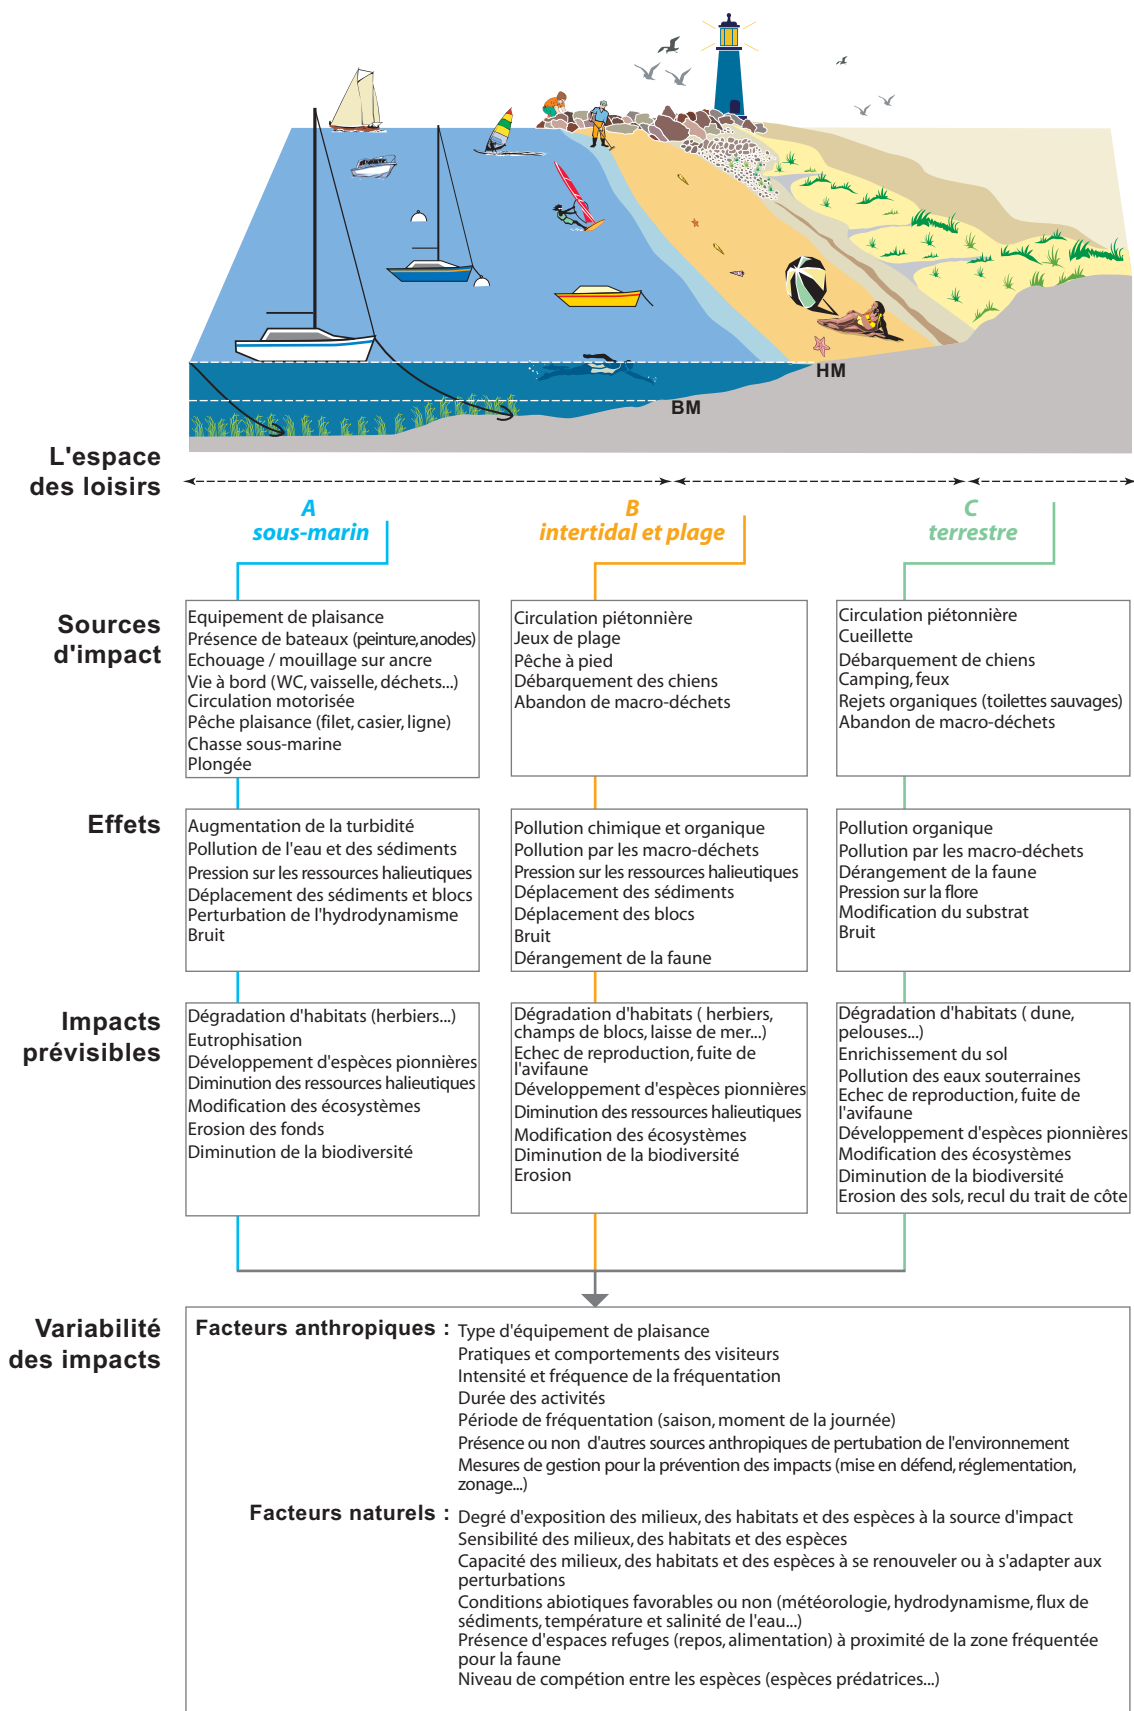 HM
BM
L'espace
des loisirs
A
sous-marin
B
intertidal et plage
C
terrestre
Sources
d'impact
Equipement de plaisance
Présence de bateaux (peinture, anodes)
Echouage / mouillage sur ancre
Vie à bord (WC, vaisselle, déchets...)
Circulation motorisée
Pêche plaisance (filet, casier, ligne)
Chasse sous-marine
Plongée
Circulation piétonnière
Jeux de plage
Pêche à pied
Débarquement des chiens
Abandon de macro-déchets
Circulation piétonnière
Cueillette
Débarquement de chiens
Camping, feux
Rejets organiques (toilettes sauvages)
Abandon de macro-déchets
Effets
Augmentation de la turbidité
Pollution de l'eau et des sédiments
Pression sur les ressources halieutiques
Déplacement des sédiments et blocs
Perturbation de l'hydrodynamisme
Bruit
Pollution chimique et organique
Pollution par les macro-déchets
Pression sur les ressources halieutiques
Déplacement des sédiments
Déplacement des blocs
Bruit
Dérangement de la faune
Pollution organique
Pollution par les macro-déchets
Dérangement de la faune
Pression sur la flore
Modification du substrat
Bruit
Impacts
prévisibles
Dégradation d'habitats (herbiers...)
Eutrophisation
Développement d'espèces pionnières
Diminution des ressources halieutiques
Modification des écosystèmes
Erosion des fonds
Diminution de la biodiversité
Dégradation d'habitats ( herbiers,
champs de blocs, laisse de mer...)
Echec de reproduction, fuite de
l'avifaune
Développement d'espèces pionnières
Diminution des ressources halieutiques
Modification des écosystèmes
Diminution de la biodiversité
Erosion
Dégradation d'habitats ( dune,
pelouses...)
Enrichissement du sol
Pollution des eaux souterraines
Echec de reproduction, fuite de
l'avifaune
Développement d'espèces pionnières
Modification des écosystèmes
Diminution de la biodiversité
Erosion des sols, recul du trait de côte
Variabilité
des impacts
Facteurs anthropiques : Type d'équipement de plaisance
Pratiques et comportements des visiteurs
Intensité et fréquence de la fréquentation
Durée des activités
Période de fréquentation (saison, moment de la journée)
Présence ou non d'autres sources anthropiques de pertubation de l'environnement
Mesures de gestion pour la prévention des impacts (mise en défend, réglementation,
zonage...)
Facteurs naturels : Degré d'exposition des milieux, des habitats et des espèces à la source d'impact
Sensibilité des milieux, des habitats et des espèces
Capacité des milieux, des habitats et des espèces à se renouveler ou à s'adapter aux
perturbations
Conditions abiotiques favorables ou non (météorologie, hydrodynamisme, flux de
sédiments, température et salinité de l'eau...)
Présence d'espaces refuges (repos, alimentation) à proximité de la zone fréquentée
pour la faune
Niveau de compétion entre les espèces (espèces prédatrices...)